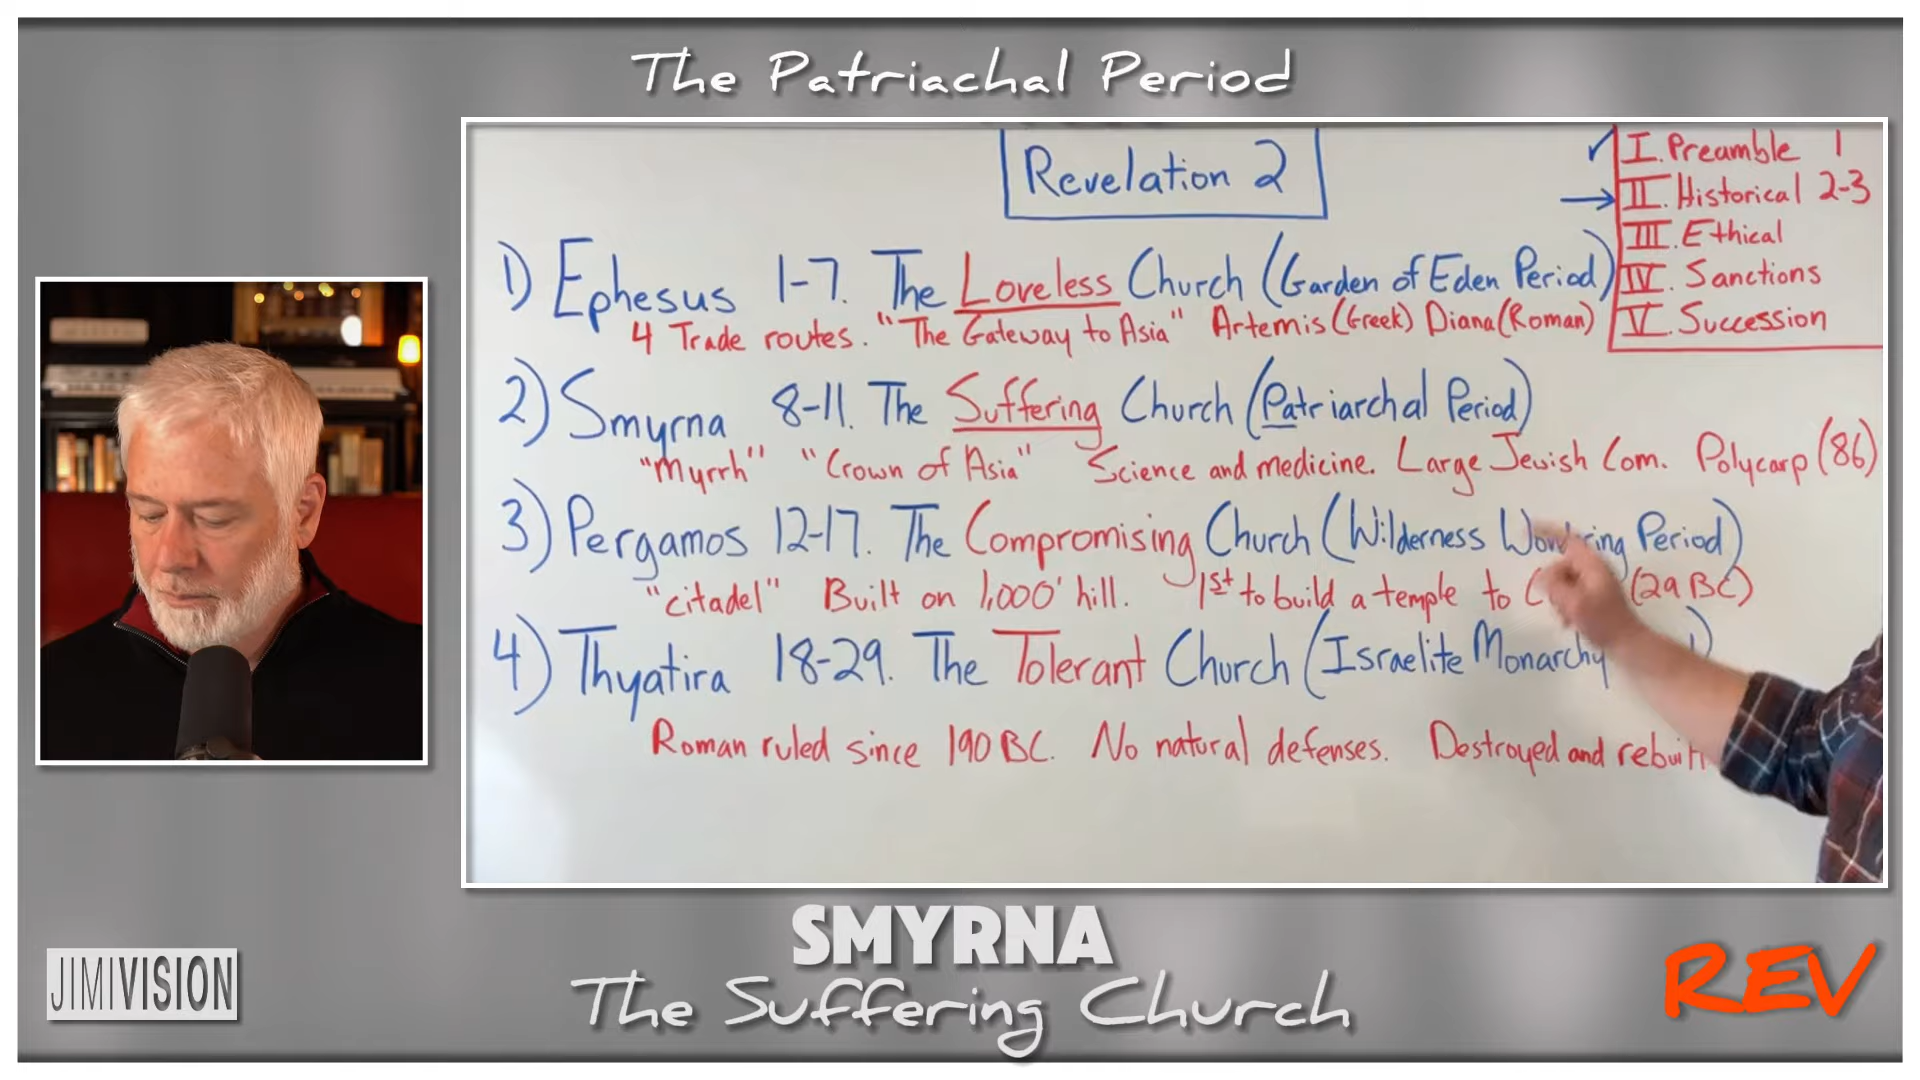 The Patriachal Period
Revelation 2
I. Preamble 1
II. Historical 2-3
III. Ethical
IV. Sanctions
V. Succession
1) Ephesus 1-7. The Loveless Church (Garden of Eden Period)
4 Trade routes. "The Gateway to Asia" Artemis (Greek) Diana (Roman)
2) Smyrna 8-11. The Suffering Church (Patriarchal Period)
"Myrrh" "Crown of Asia" Science and medicine. Large Jewish Com. Polycarp (86)
3) Pergamos 12-17. The Compromising Church (Wilderness Period)
"citadel" Built on 1,000' hill. 1st to build a temple to (29 BC)
4) Thyatira 18-29. The Tolerant Church (Israelite Monarchy
Roman ruled since 190 BC. No natural defenses. Destroyed and rebuilt
SMYRNA
The Suffering Church
JIMIVISION
REV